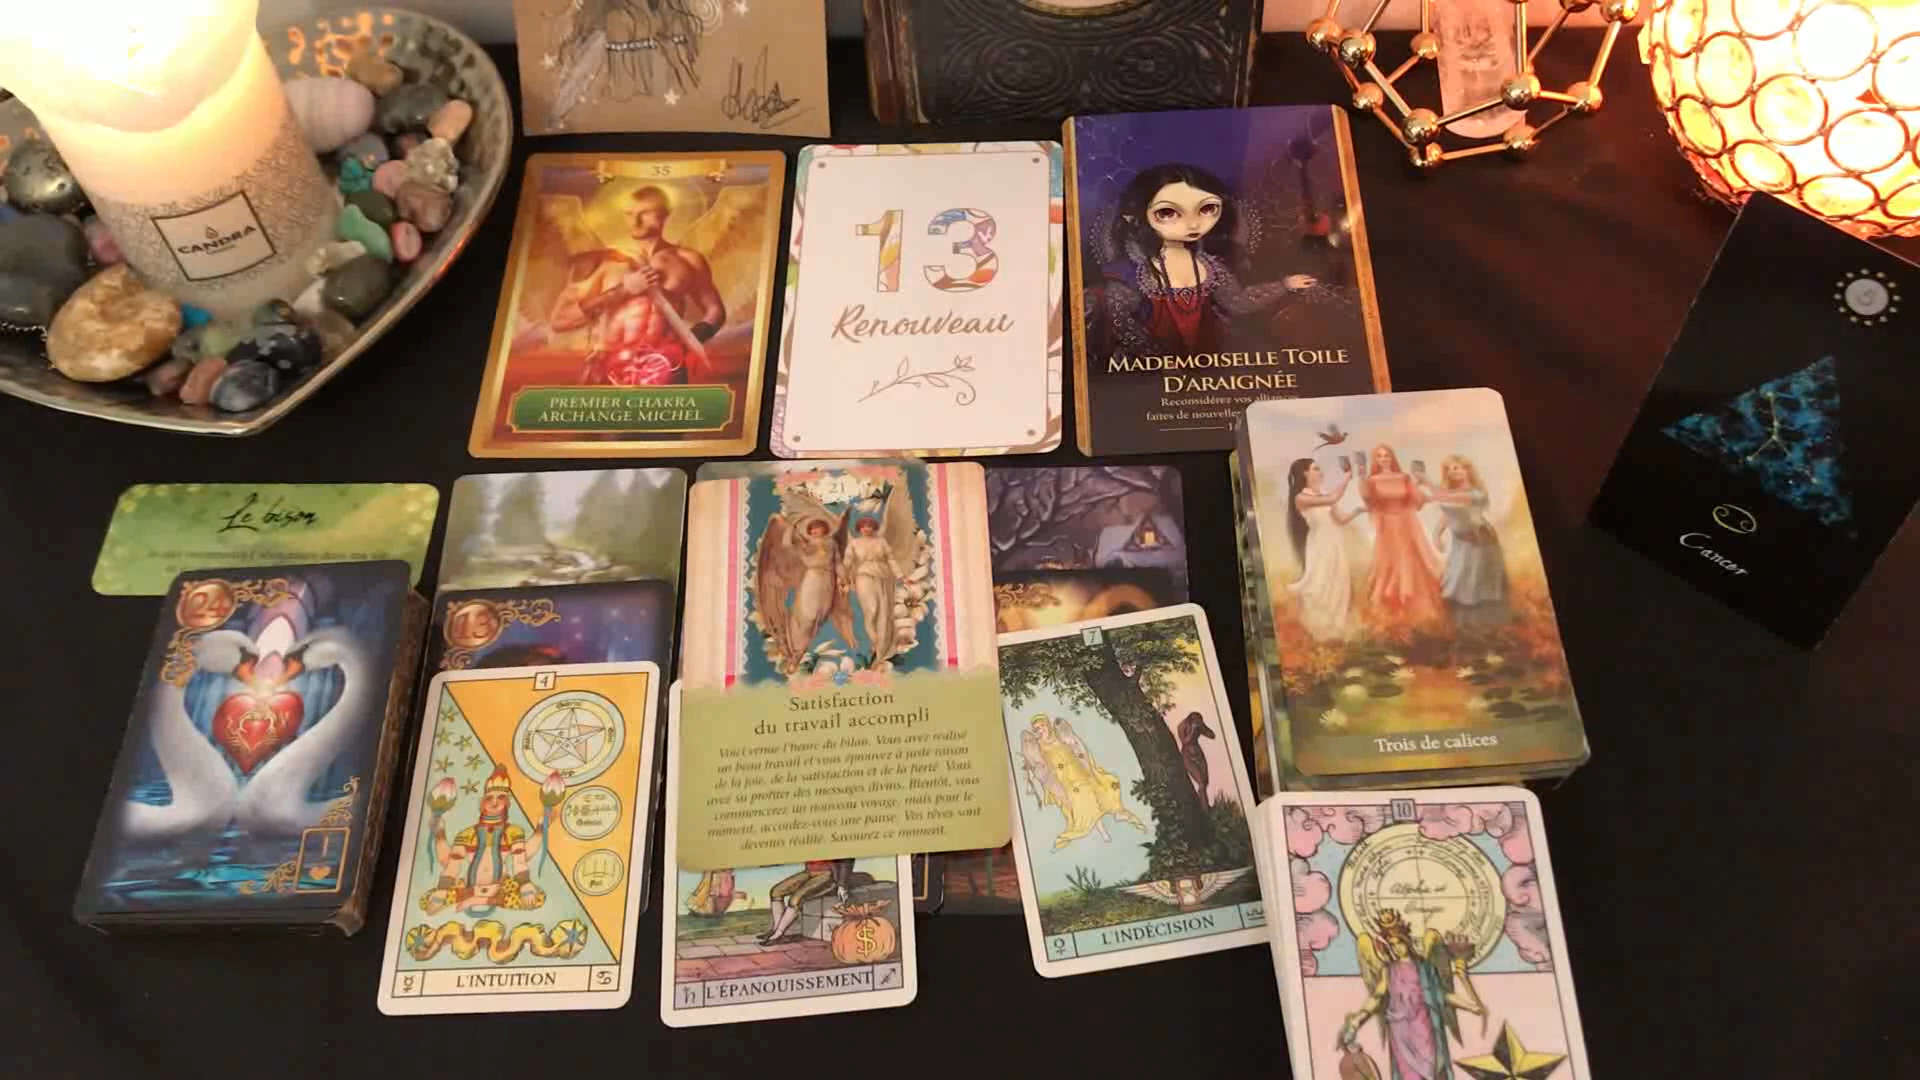 CANDRA
35
PREMIER CHAKRA
ARCHANGE MICHEL
13
Renouveau
MADEMOISELLE TOILE
D'ARAIGNÉE
Reconsidérez vos
faites de nouvelles
Cancer
Le bison
24
13
21
Satisfaction
du travail accompli
Voici venue l'heure du bilan. Vous avez réalisé
un beau travail et vous éprouvez à juste raison
de la joie, de la satisfaction et de la fierté. Vous
avez su profiter des messages divins. Bientôt, vous
commencerez un nouveau voyage, mais pour le
moment, accordez-vous une pause. Vos rêves sont
devenus réalité. Savourez ce moment.
Trois de calices
4
L'INTUITION
$
L'ÉPANOUISSEMENT
7
L'INDÉCISION
10